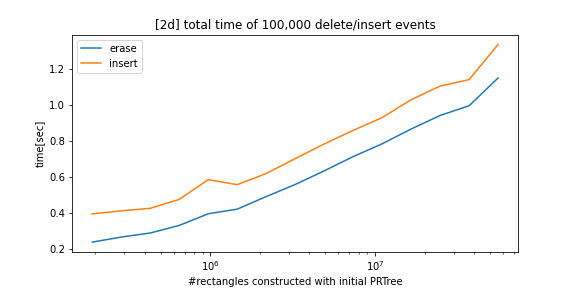 [2d] total time of 100,000 delete/insert events
erase
insert
time[sec]
1.2
1.0
0.8
0.6
0.4
0.2
10⁶ 10⁷
#rectangles constructed with initial PRTree